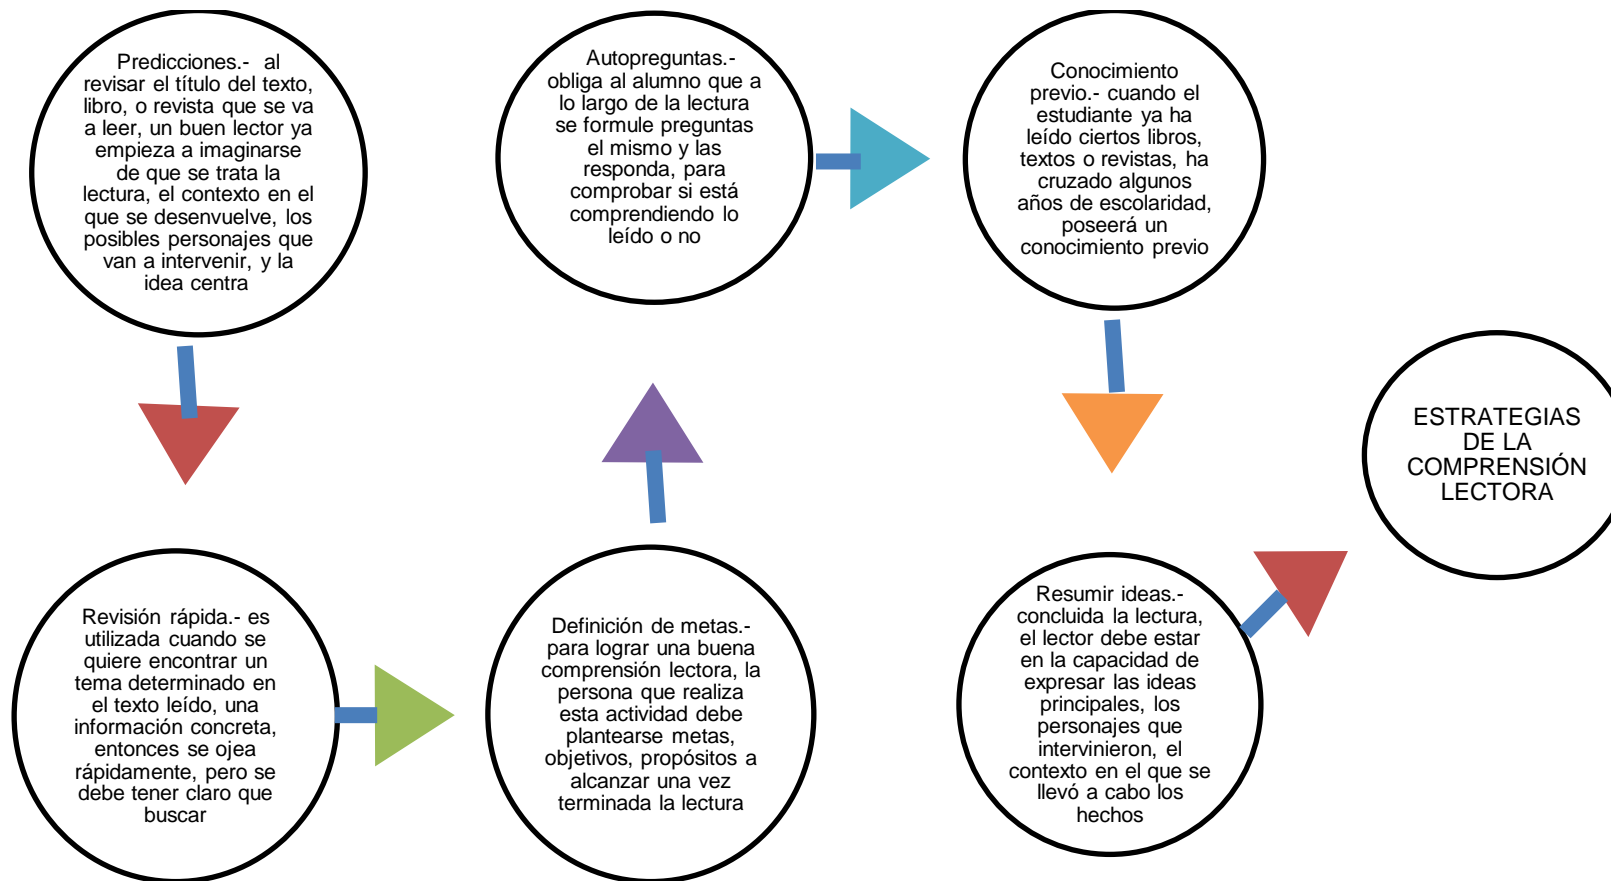 Predicciones.- al
revisar el título del texto,
libro, o revista que se va
a leer, un buen lector ya
empieza a imaginarse
de que se trata la
lectura, el contexto en el
que se desenvuelve, los
posibles personajes que
van a intervenir, y la
idea centra
Revisión rápida.- es
utilizada cuando se
quiere encontrar un
tema determinado en
el texto leído, una
información concreta,
entonces se ojea
rápidamente, pero se
debe tener claro que
buscar
Definición de metas.-
para lograr una buena
comprensión lectora, la
persona que realiza
esta actividad debe
plantearse metas,
objetivos, propósitos a
alcanzar una vez
terminada la lectura
Autopreguntas.-
obliga al alumno que a
lo largo de la lectura
se formule preguntas
el mismo y las
responda, para
comprobar si está
comprendiendo lo
leído o no
Conocimiento
previo.- cuando el
estudiante ya ha
leído ciertos libros,
textos o revistas, ha
cruzado algunos
años de escolaridad,
poseerá un
conocimiento previo
Resumir ideas.-
concluida la lectura,
el lector debe estar
en la capacidad de
expresar las ideas
principales, los
personajes que
intervinieron, el
contexto en el que se
llevó a cabo los
hechos
ESTRATEGIAS
DE LA
COMPRENSIÓN
LECTORA